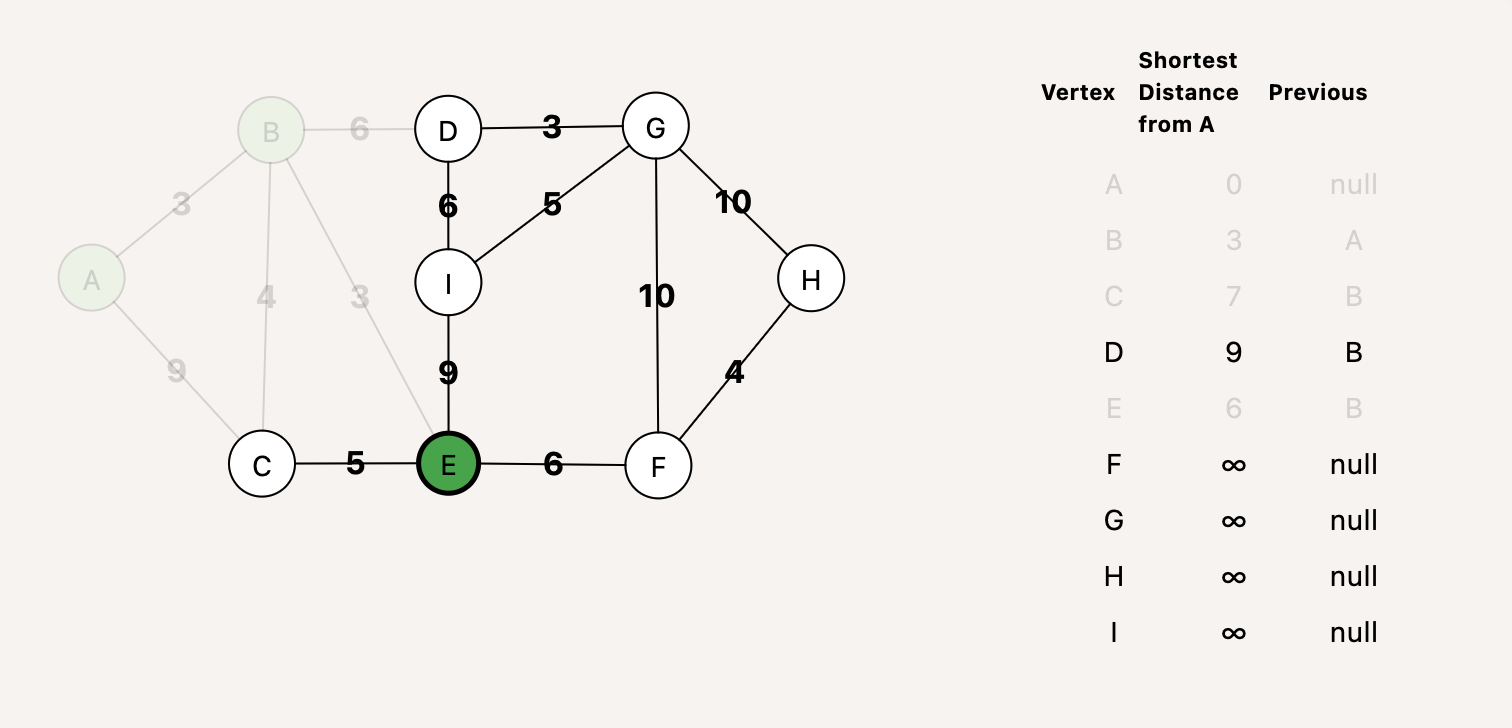 B
6
D
3
G
3
6
5
10
A
I
H
4
3
10
9
9
4
C
5
E
6
F
Shortest
Vertex Distance Previous
from A
A 0 null
B 3 A
C 7 B
D 9 B
E 6 B
F ∞ null
G ∞ null
H ∞ null
I ∞ null